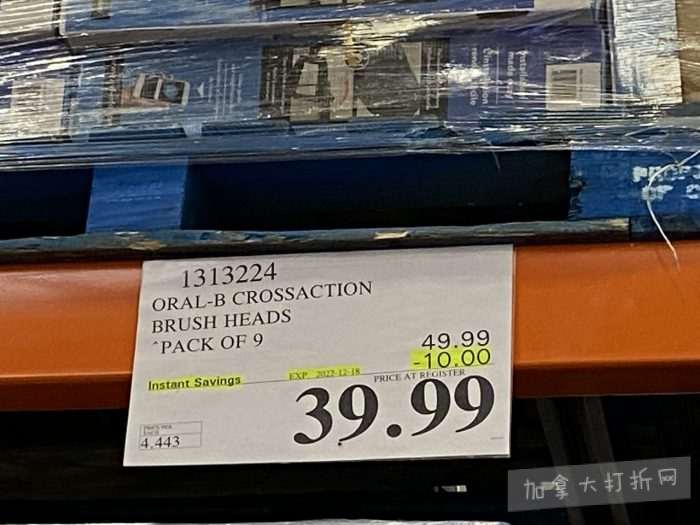 1313224
ORAL-B CROSSACTION
BRUSH HEADS
^PACK OF 9
49.99
-10.00
Instant Savings
EXP. 2022-12-18
PRICE AT REGISTER
39.99
4.443
加拿大打折网